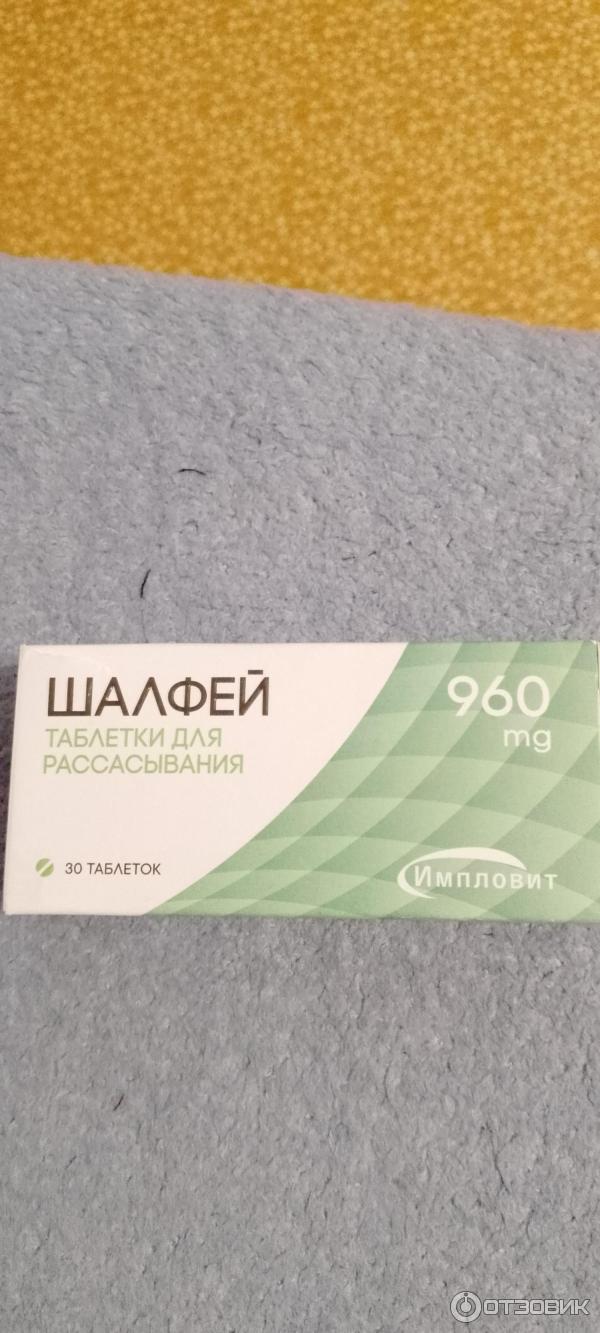 ШАЛФЕЙ
ТАБЛЕТКИ ДЛЯ
РАССАСЫВАНИЯ
960
mg
30 ТАБЛЕТОК
Импловит
ОТЗОВИК